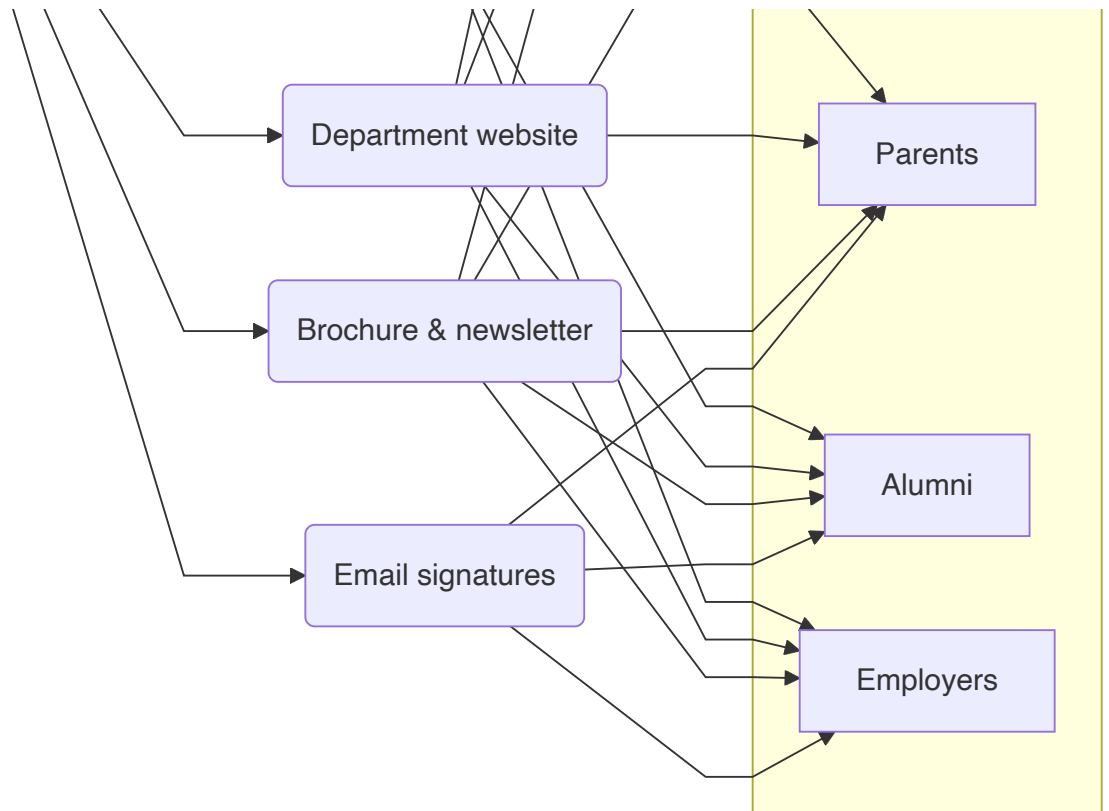 Department website
Parents
Brochure & newsletter
Alumni
Email signatures
Employers